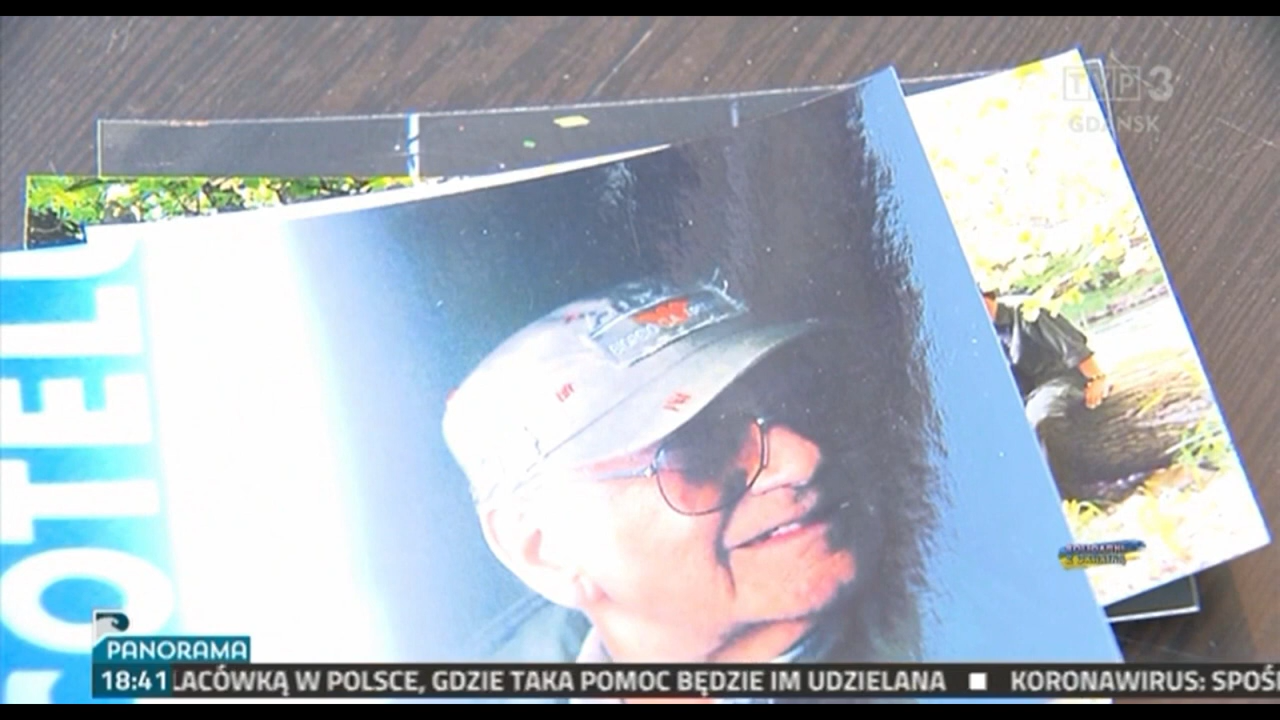 TVP3
GDAŃSK
OTEL
PANORAMA
18:41 LACÓWKĄ W POLSCE, GDZIE TAKA POMOC BĘDZIE IM UDZIELANA ■ KORONAWIRUS: SPOŚ